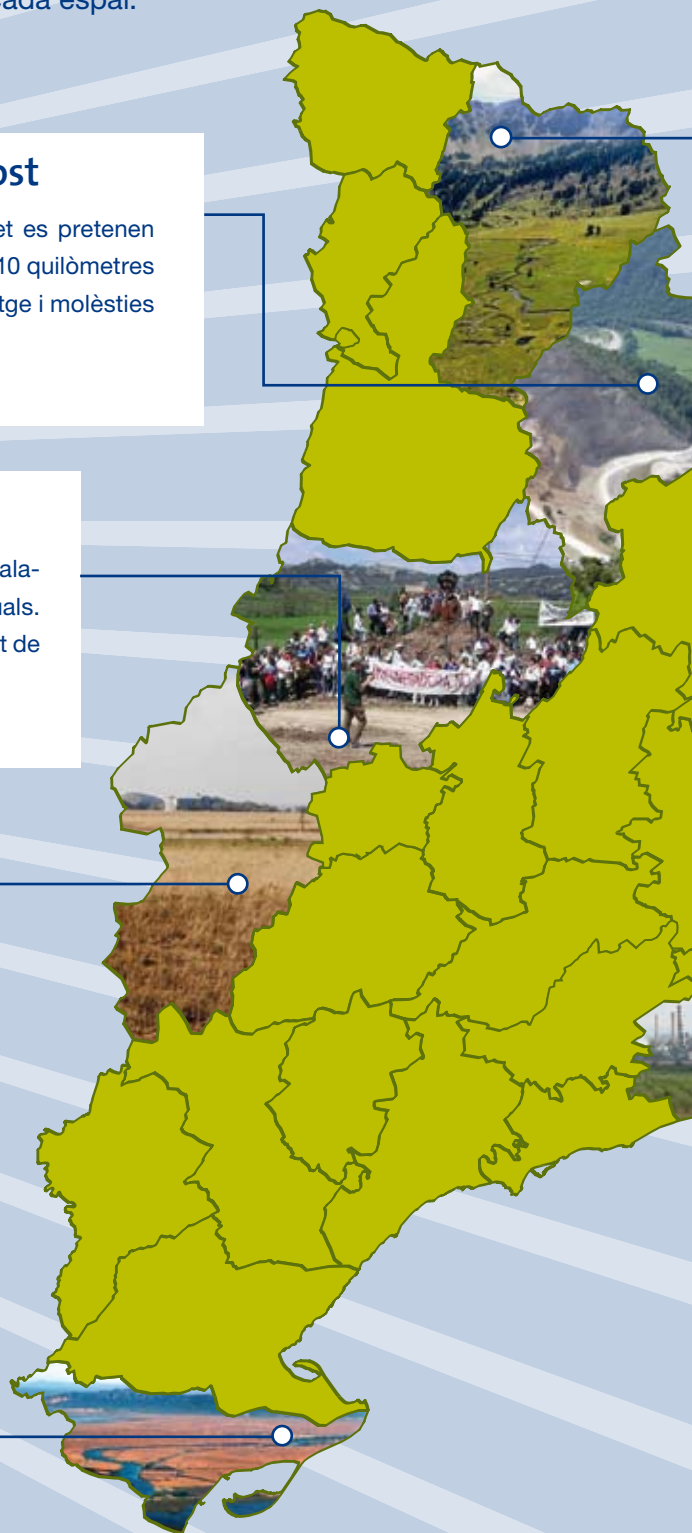 cada espai.
ost
et es pretenen
10 quilòmetres
tge i molèsties
ala-
uals.
t de